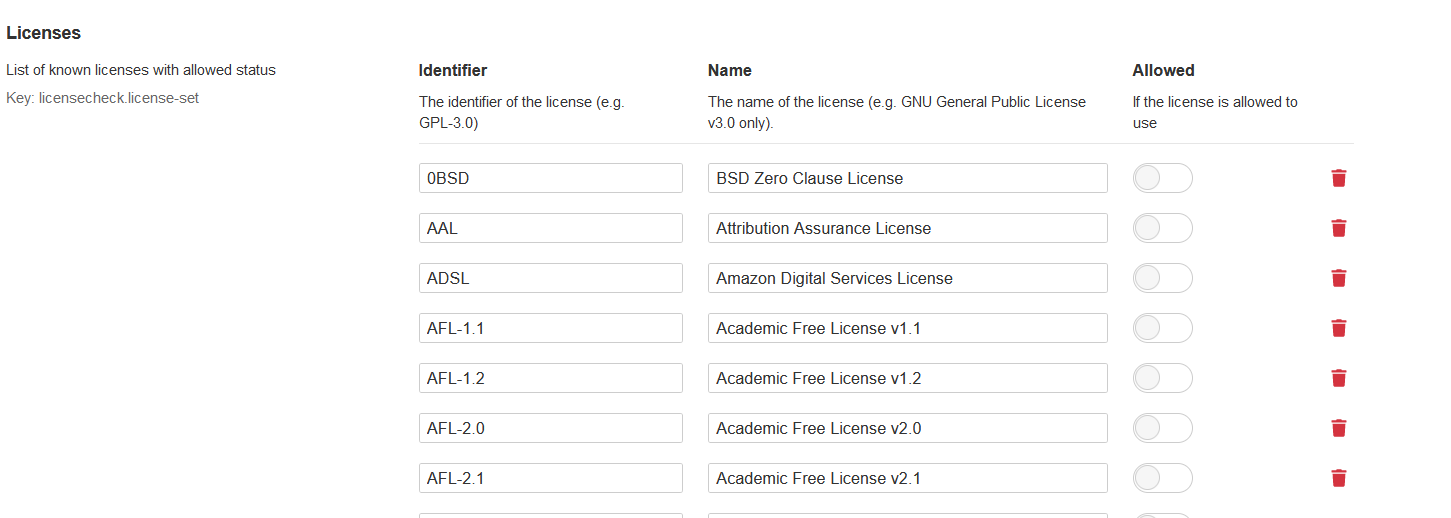 Licenses
List of known licenses with allowed status
Key: licensecheck.license-set
Identifier
The identifier of the license (e.g.
GPL-3.0)
Name
The name of the license (e.g. GNU General Public License
v3.0 only).
Allowed
If the license is allowed to
use
0BSD
BSD Zero Clause License
AAL
Attribution Assurance License
ADSL
Amazon Digital Services License
AFL-1.1
Academic Free License v1.1
AFL-1.2
Academic Free License v1.2
AFL-2.0
Academic Free License v2.0
AFL-2.1
Academic Free License v2.1